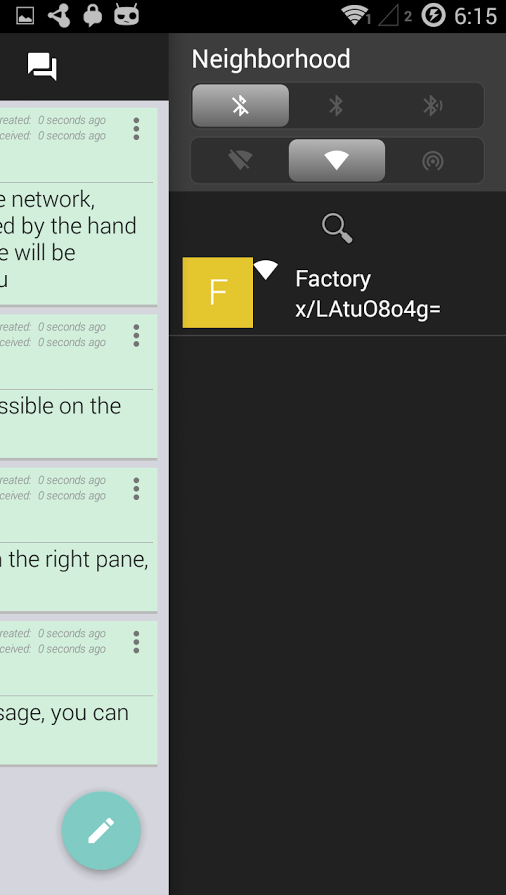 1 2 6:15
Neighborhood
reated: 0 seconds ago
ceived: 0 seconds ago
e network,
ed by the hand
e will be
u
F
Factory
x/LAtuO8o4g=
reated: 0 seconds ago
ceived: 0 seconds ago
ssible on the
reated: 0 seconds ago
ceived: 0 seconds ago
n the right pane,
reated: 0 seconds ago
ceived: 0 seconds ago
sage, you can